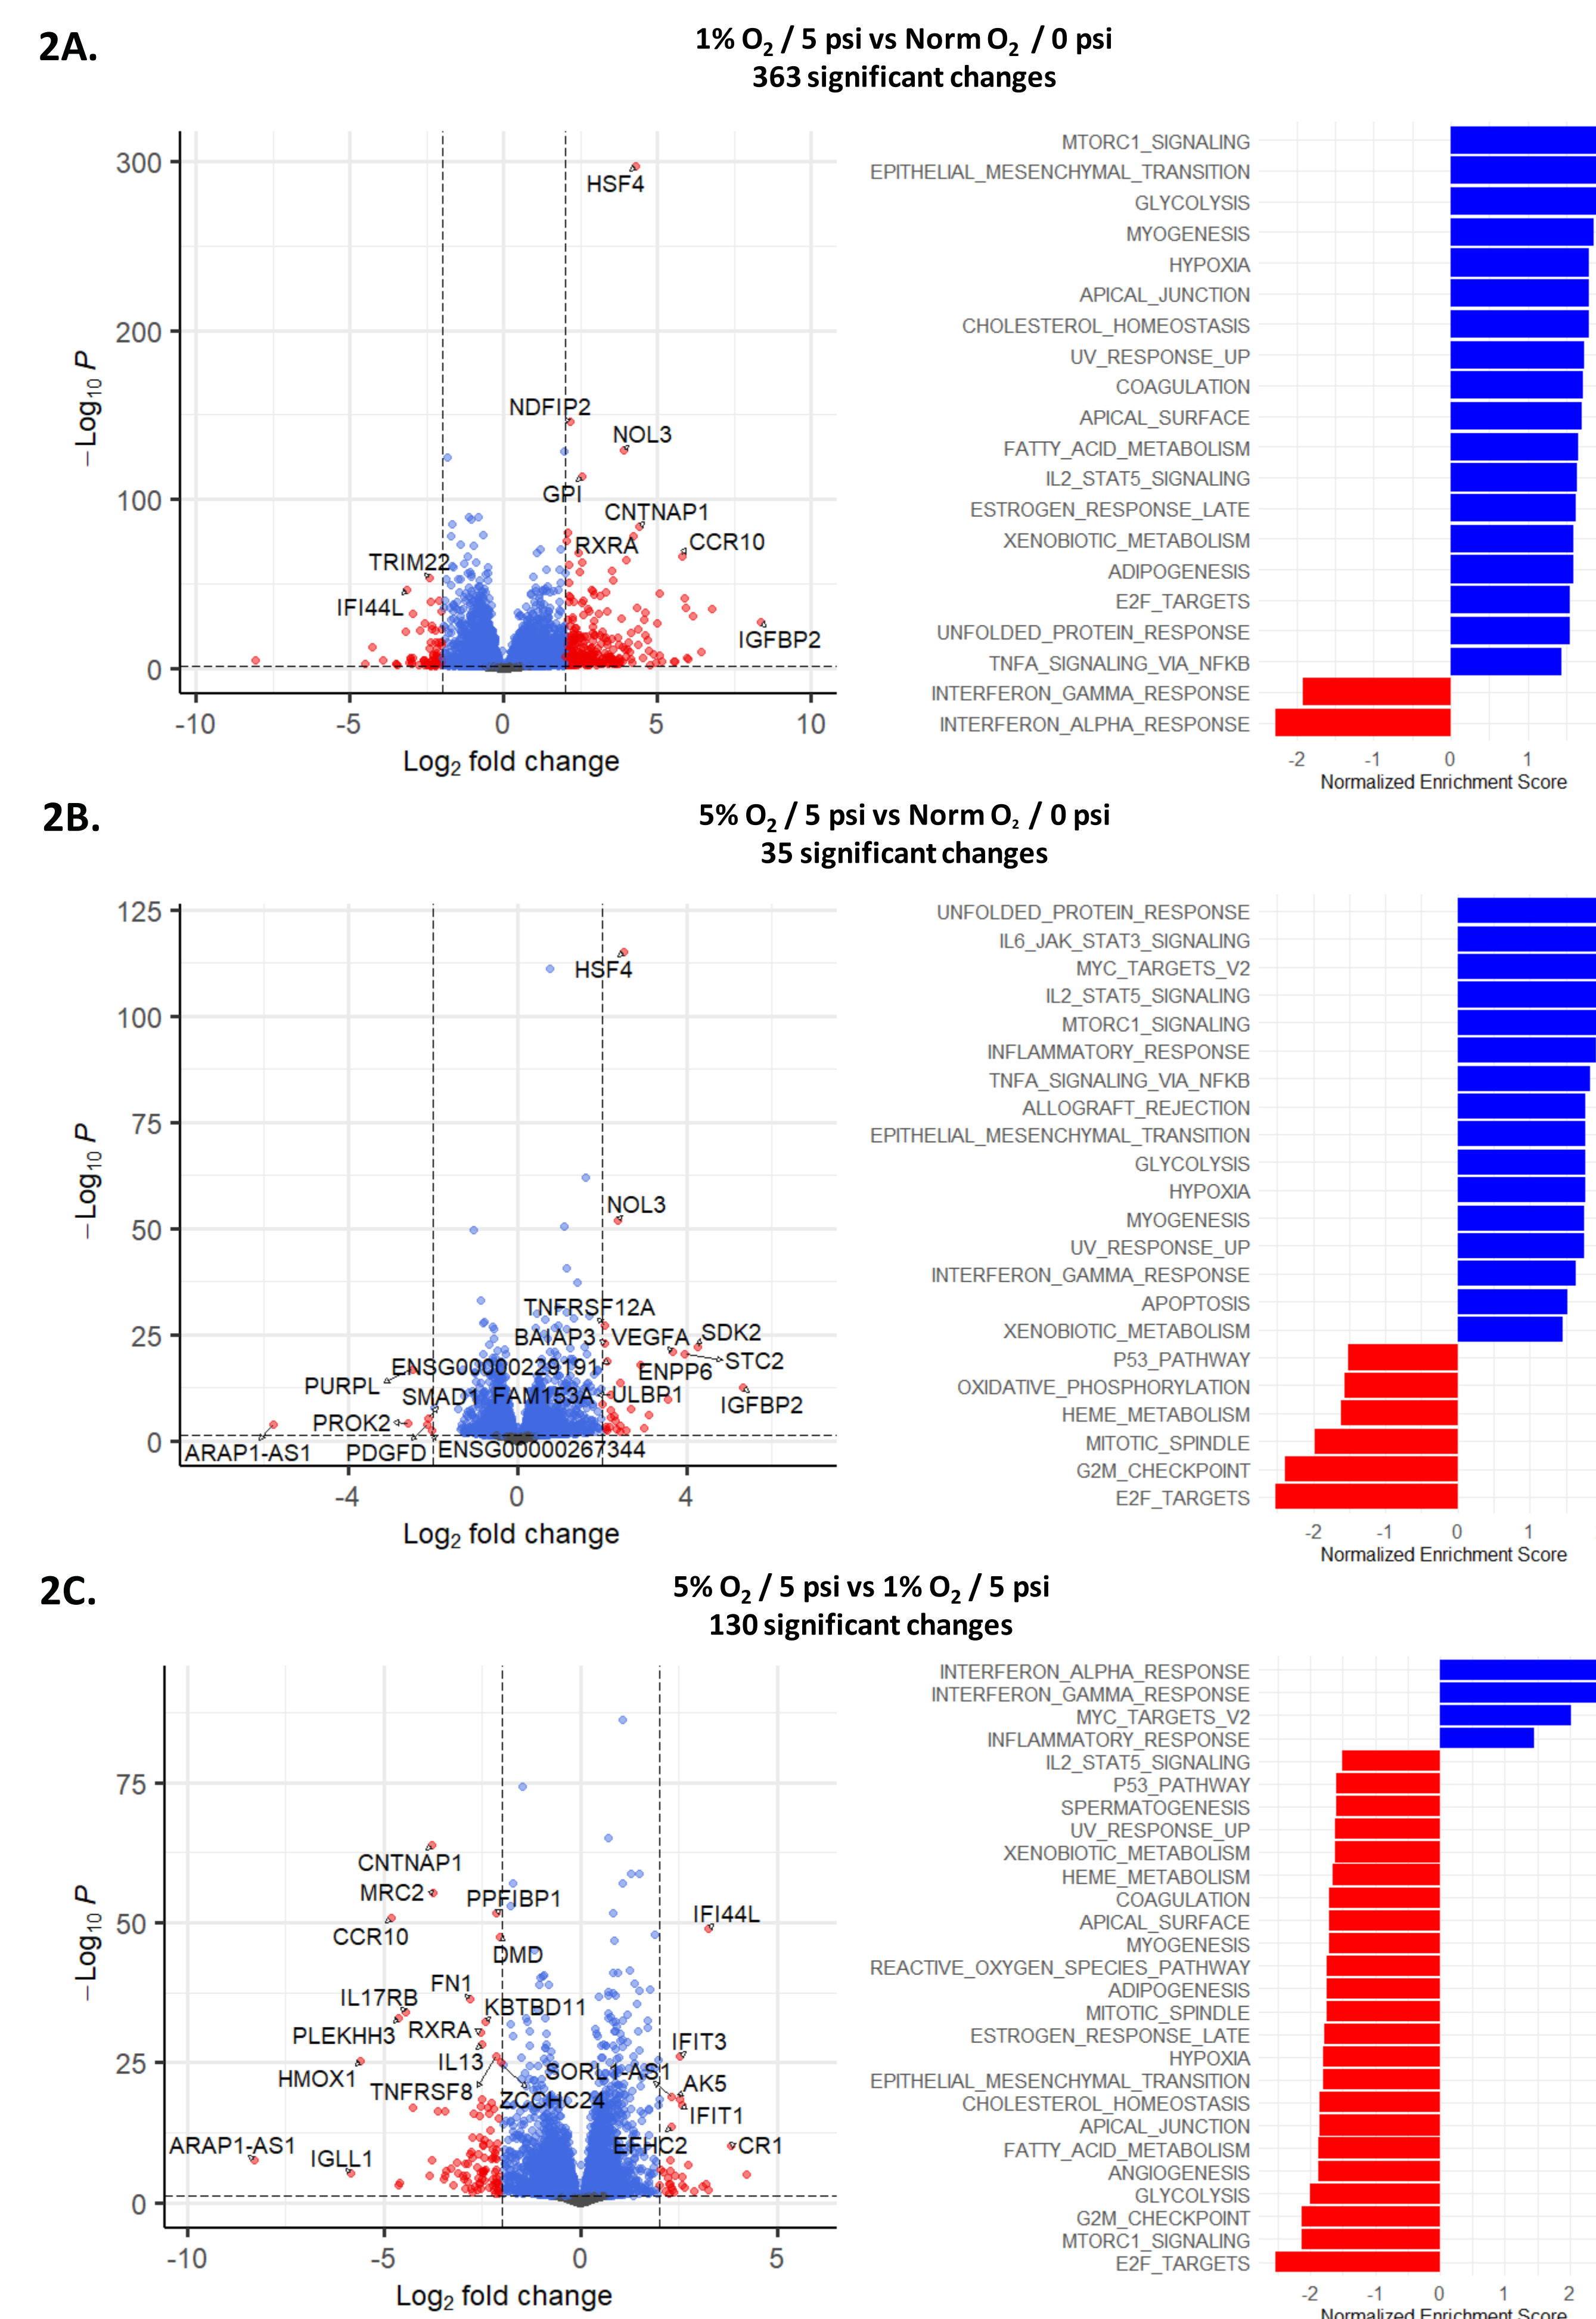 2A.
1% O2 / 5 psi vs Norm O2 / 0 psi
363 significant changes
300
200
100
0
−Log10 P
HSF4
NDFIP2
NOL3
GPI
CNTNAP1
RXRA
CCR10
TRIM22
IFI44L
IGFBP2
-10 -5 0 5 10
Log2 fold change
MTORC1_SIGNALING
EPITHELIAL_MESENCHYMAL_TRANSITION
GLYCOLYSIS
MYOGENESIS
HYPOXIA
APICAL_JUNCTION
CHOLESTEROL_HOMEOSTASIS
UV_RESPONSE_UP
COAGULATION
APICAL_SURFACE
FATTY_ACID_METABOLISM
IL2_STAT5_SIGNALING
ESTROGEN_RESPONSE_LATE
XENOBIOTIC_METABOLISM
ADIPOGENESIS
E2F_TARGETS
UNFOLDED_PROTEIN_RESPONSE
TNFA_SIGNALING_VIA_NFKB
INTERFERON_GAMMA_RESPONSE
INTERFERON_ALPHA_RESPONSE
-2 -1 0 1
Normalized Enrichment Score
2B.
5% O2 / 5 psi vs Norm O2 / 0 psi
35 significant changes
125
100
75
50
25
0
−Log10 P
HSF4
NOL3
TNFRSF12A
BAIAP3 VEGFA SDK2
ENSG00000229191 STC2
ENPP6
PURPL
SMAD1 FAM153A ULBP1
IGFBP2
PROK2
ARAP1-AS1 PDGFD ENSG00000267344
-4 0 4
Log2 fold change
UNFOLDED_PROTEIN_RESPONSE
IL6_JAK_STAT3_SIGNALING
MYC_TARGETS_V2
IL2_STAT5_SIGNALING
MTORC1_SIGNALING
INFLAMMATORY_RESPONSE
TNFA_SIGNALING_VIA_NFKB
ALLOGRAFT_REJECTION
EPITHELIAL_MESENCHYMAL_TRANSITION
GLYCOLYSIS
HYPOXIA
MYOGENESIS
UV_RESPONSE_UP
INTERFERON_GAMMA_RESPONSE
APOPTOSIS
XENOBIOTIC_METABOLISM
P53_PATHWAY
OXIDATIVE_PHOSPHORYLATION
HEME_METABOLISM
MITOTIC_SPINDLE
G2M_CHECKPOINT
E2F_TARGETS
-2 -1 0 1
Normalized Enrichment Score
2C.
5% O2 / 5 psi vs 1% O2 / 5 psi
130 significant changes
75
50
25
0
−Log10 P
CNTNAP1
MRC2 PPFIBP1
CCR10
IFI44L
DMD
FN1
IL17RB
KBTBD11
PLEKHH3 RXRA
IFIT3
IL13
HMOX1
SORL1-AS1
TNFRSF8
AK5
ZCCHC24
IFIT1
ARAP1-AS1
EFHC2 CR1
IGLL1
-10 -5 0 5
Log2 fold change
INTERFERON_ALPHA_RESPONSE
INTERFERON_GAMMA_RESPONSE
MYC_TARGETS_V2
INFLAMMATORY_RESPONSE
IL2_STAT5_SIGNALING
P53_PATHWAY
SPERMATOGENESIS
UV_RESPONSE_UP
XENOBIOTIC_METABOLISM
HEME_METABOLISM
COAGULATION
APICAL_SURFACE
MYOGENESIS
REACTIVE_OXYGEN_SPECIES_PATHWAY
ADIPOGENESIS
MITOTIC_SPINDLE
ESTROGEN_RESPONSE_LATE
HYPOXIA
EPITHELIAL_MESENCHYMAL_TRANSITION
CHOLESTEROL_HOMEOSTASIS
APICAL_JUNCTION
FATTY_ACID_METABOLISM
ANGIOGENESIS
GLYCOLYSIS
G2M_CHECKPOINT
MTORC1_SIGNALING
E2F_TARGETS
-2 -1 0 1 2
Normalized Enrichment Score